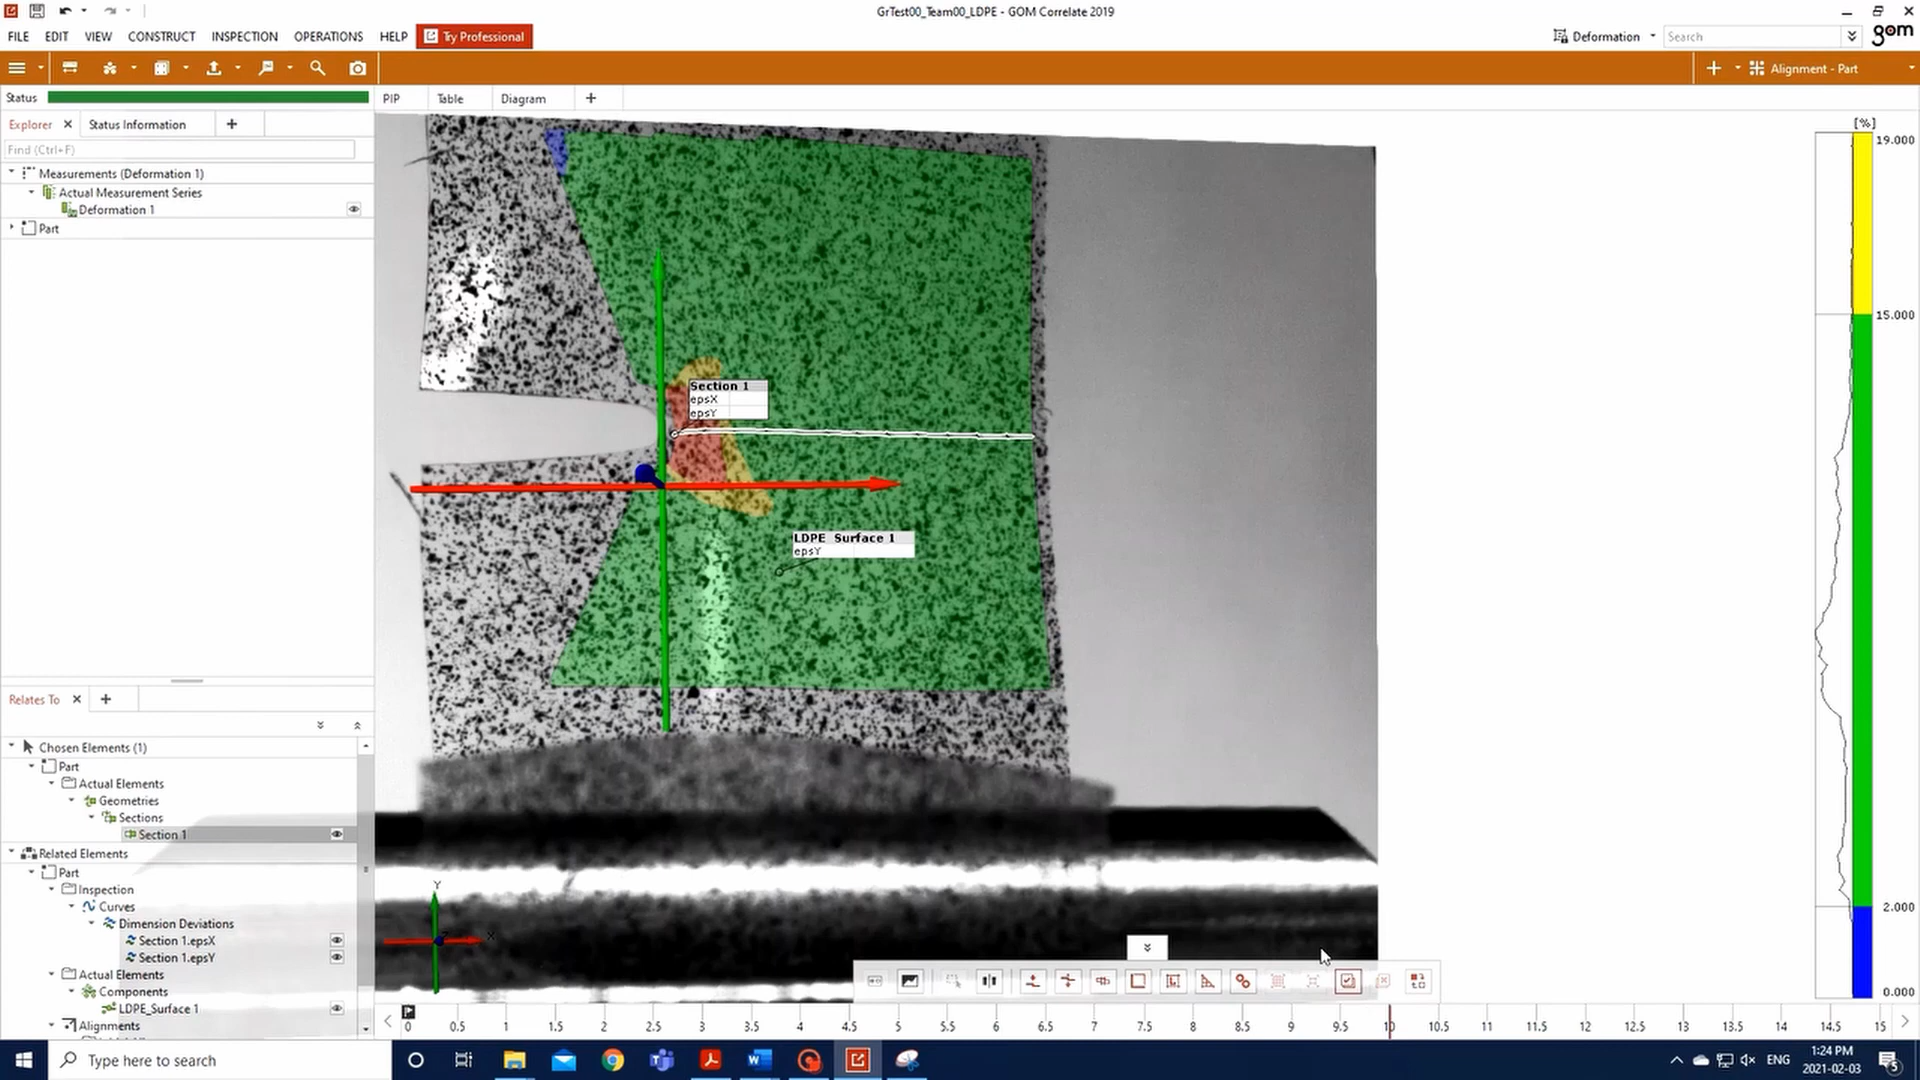 GrTest00_Team00_LDPE - GOM Correlate 2019
FILE EDIT VIEW CONSTRUCT INSPECTION OPERATIONS HELP Try Professional
Deformation
Search
gom
Alignment - Part
Status
PIP Table Diagram
Explorer Status Information
Find (Ctrl+F)
Measurements (Deformation 1)
Actual Measurement Series
Deformation 1
Part
[%]
19.000
15.000
2.000
0.000
Section 1
epsX
epsY
LDPE_Surface 1
epsY
Relates To
Chosen Elements (1)
Part
Actual Elements
Geometries
Sections
Section 1
Related Elements
Part
Inspection
Curves
Dimension Deviations
Section 1.epsX
Section 1.epsY
Actual Elements
Components
LDPE_Surface 1
Alignments
Y
X
0 0.5 1 1.5 2 2.5 3 3.5 4 4.5 5 5.5 6 6.5 7 7.5 8 8.5 9 9.5 10 10.5 11 11.5 12 12.5 13 13.5 14 14.5 15
Type here to search
ENG
1:24 PM
2021-02-03
5